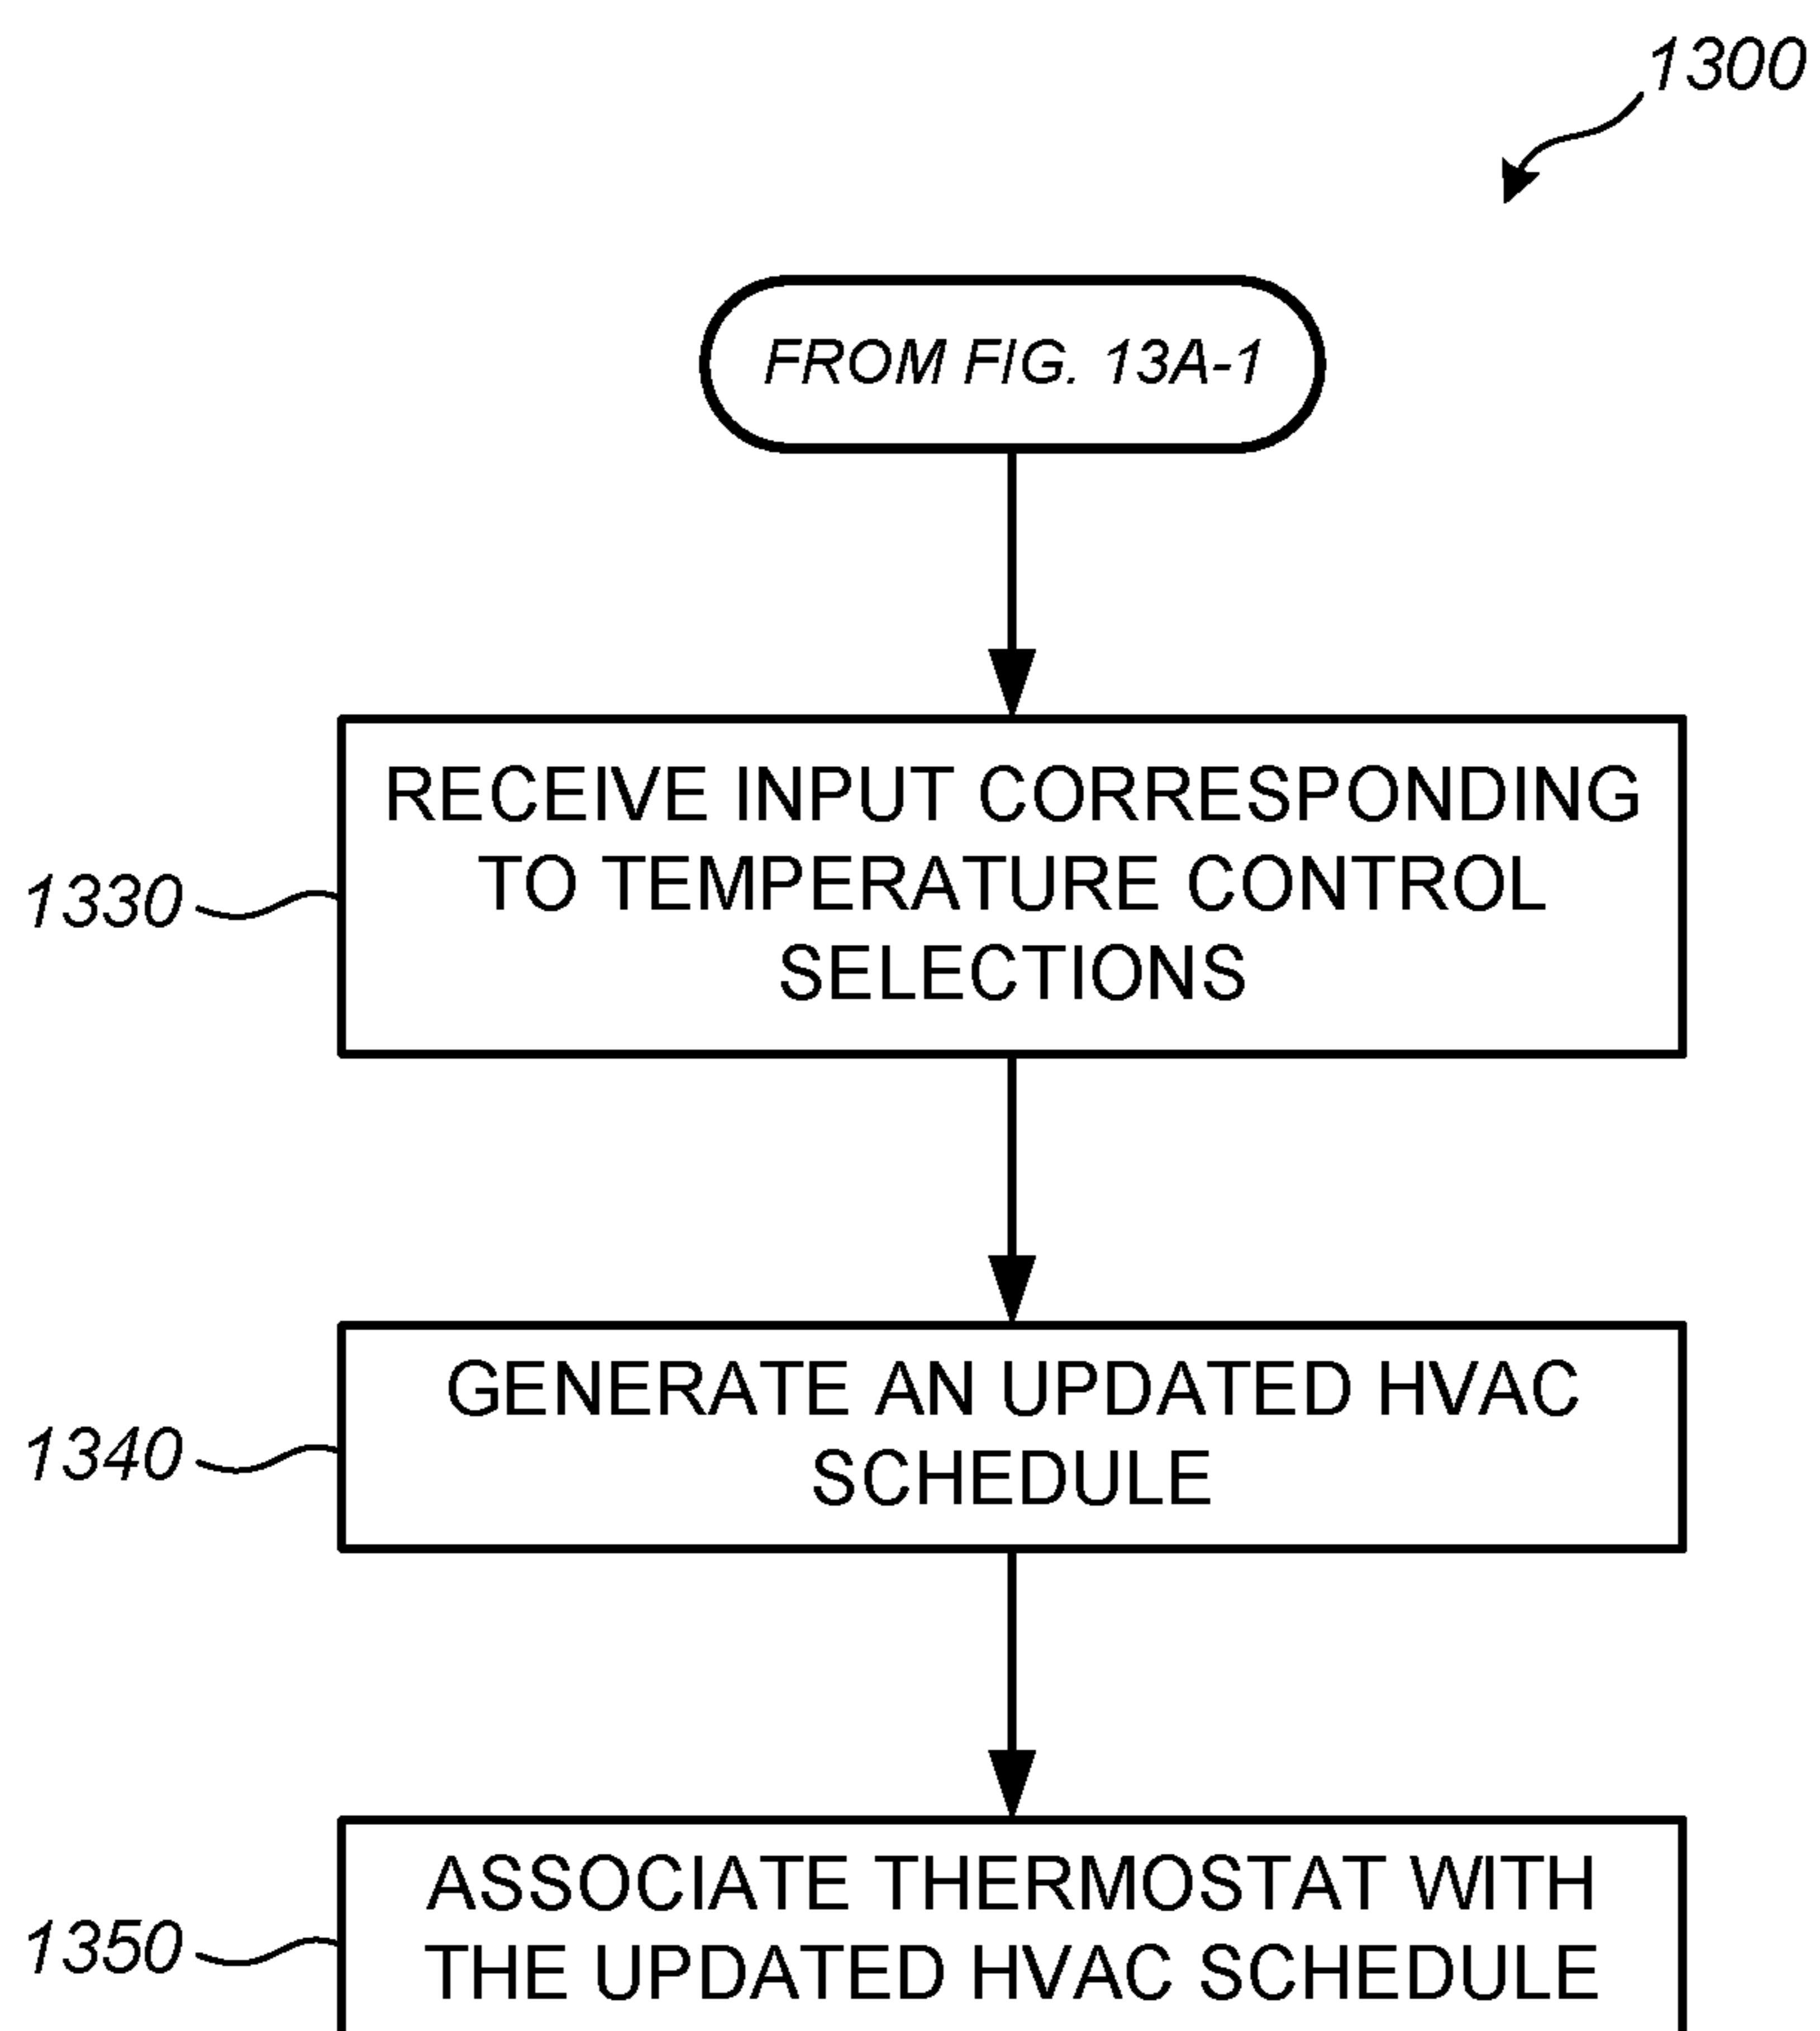 1300
FROM FIG. 13A-1
RECEIVE INPUT CORRESPONDING
TO TEMPERATURE CONTROL
SELECTIONS
1330
GENERATE AN UPDATED HVAC
SCHEDULE
1340
ASSOCIATE THERMOSTAT WITH
THE UPDATED HVAC SCHEDULE
1350